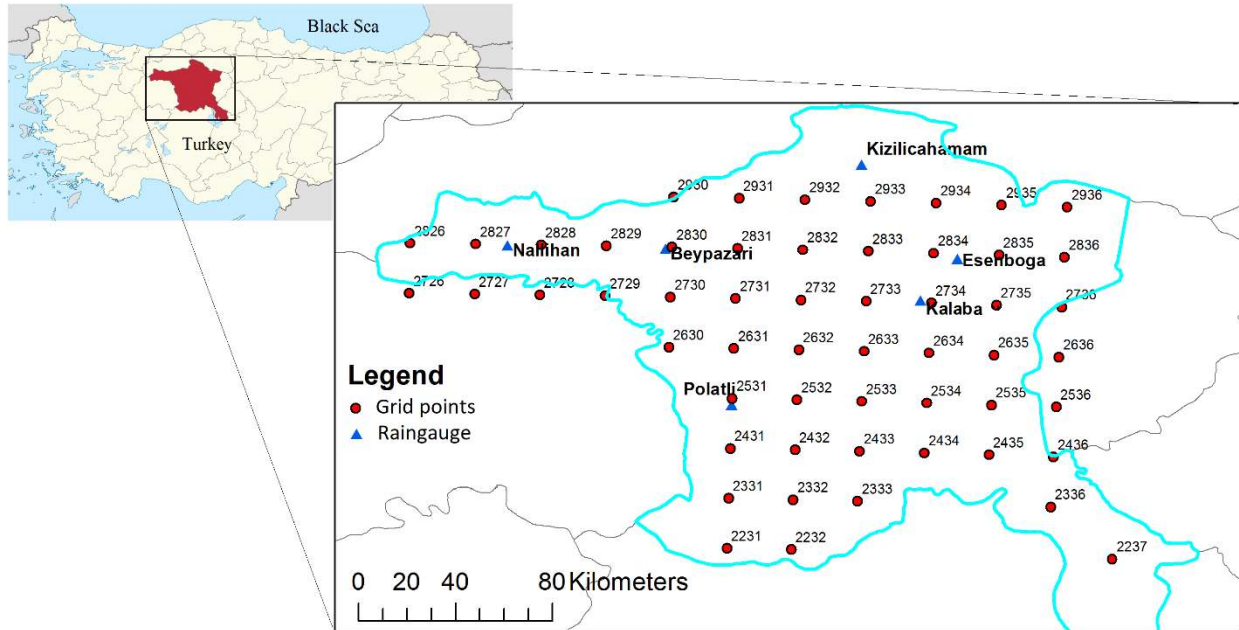 Black Sea
Turkey
Kizilicahamam
2930 2931 2932 2933 2934 2935 2936
2826 2827 2828 2829 2830 2831 2832 2833 2834 2835 2836
Nallihan Beypazari Esenboga
2726 2727 2728 2729 2730 2731 2732 2733 2734 2735 2736
Kalaba
2630 2631 2632 2633 2634 2635 2636
Legend
Grid points
Raingauge
Polatli
2531 2532 2533 2534 2535 2536
2431 2432 2433 2434 2435 2436
2331 2332 2333 2336
2231 2232 2237
0 20 40 80 Kilometers